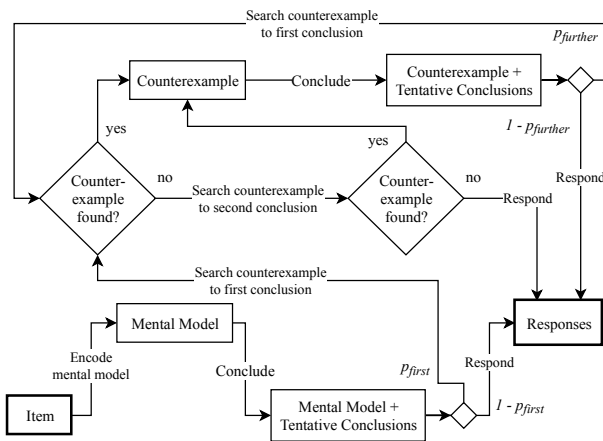 Search counterexample
to first conclusion
p_further
Counterexample
Conclude
Counterexample +
Tentative Conclusions
1 - p_further
yes
yes
Counter-
example
found?
no
Search counterexample
to second conclusion
Counter-
example
found?
no
Respond
Respond
Search counterexample
to first conclusion
Mental Model
Responses
Encode
mental model
Conclude
p_first
Respond
Item
Mental Model +
Tentative Conclusions
1 - p_first